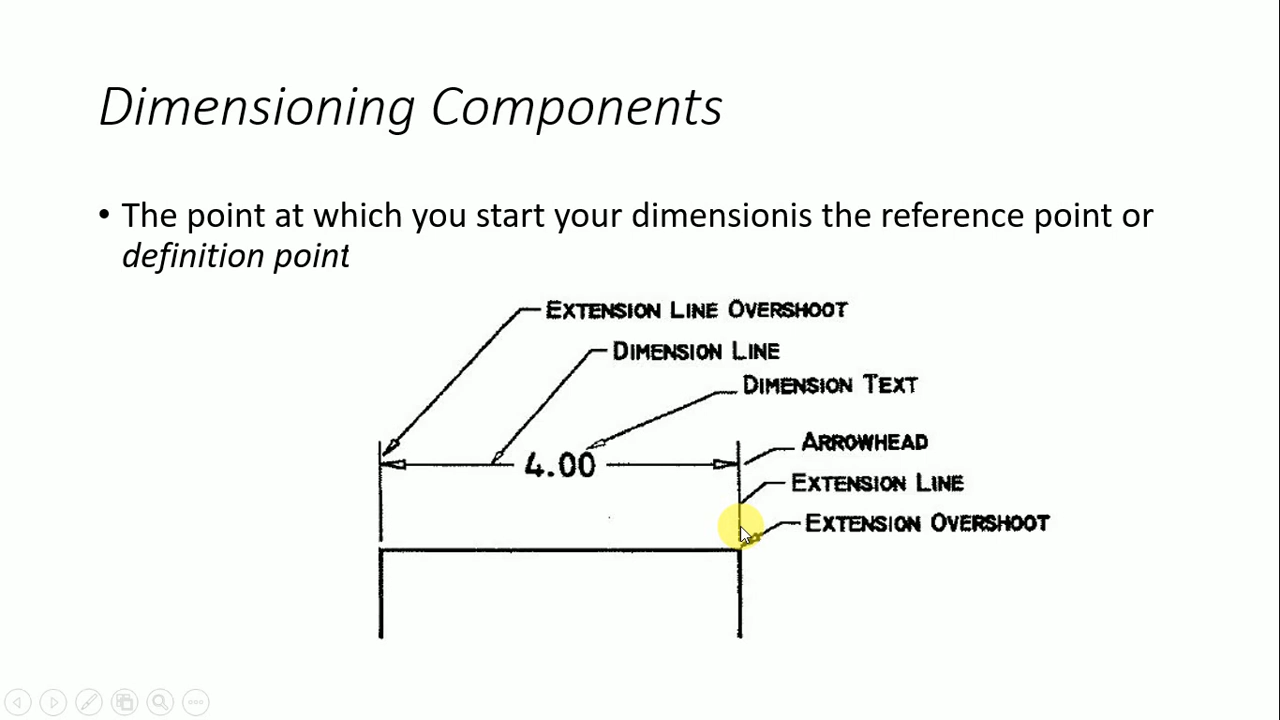 Dimensioning Components
• The point at which you start your dimensionis the reference point or
definition point
EXTENSION LINE OVERSHOOT
DIMENSION LINE
DIMENSION TEXT
ARROWHEAD
4.00
EXTENSION LINE
EXTENSION OVERSHOOT